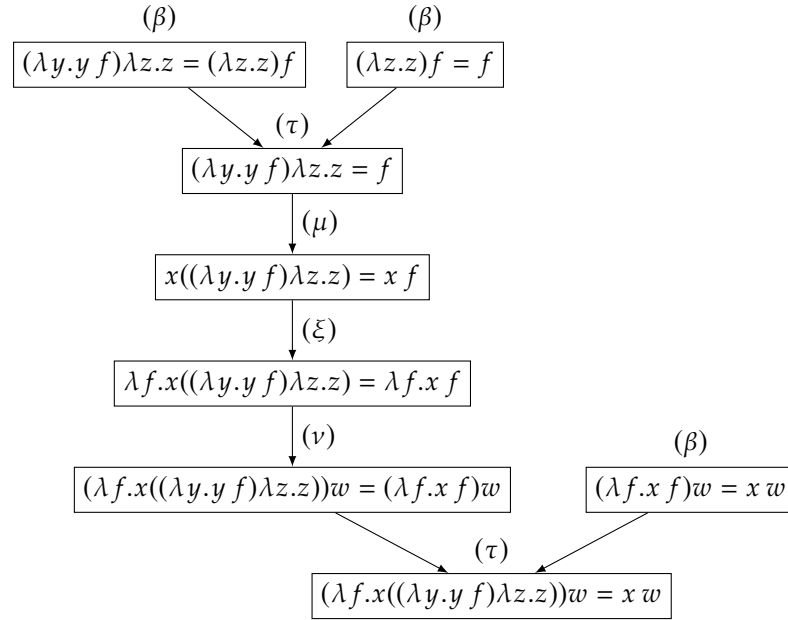 (β) (β)
(λy.y f)λz.z = (λz.z)f (λz.z)f = f
(τ)
(λy.y f)λz.z = f
(μ)
x((λy.y f)λz.z) = x f
(ξ)
λf.x((λy.y f)λz.z) = λf.x f
(ν)
(β)
(λf.x((λy.y f)λz.z))w = (λf.x f)w (λf.x f)w = x w
(τ)
(λf.x((λy.y f)λz.z))w = x w